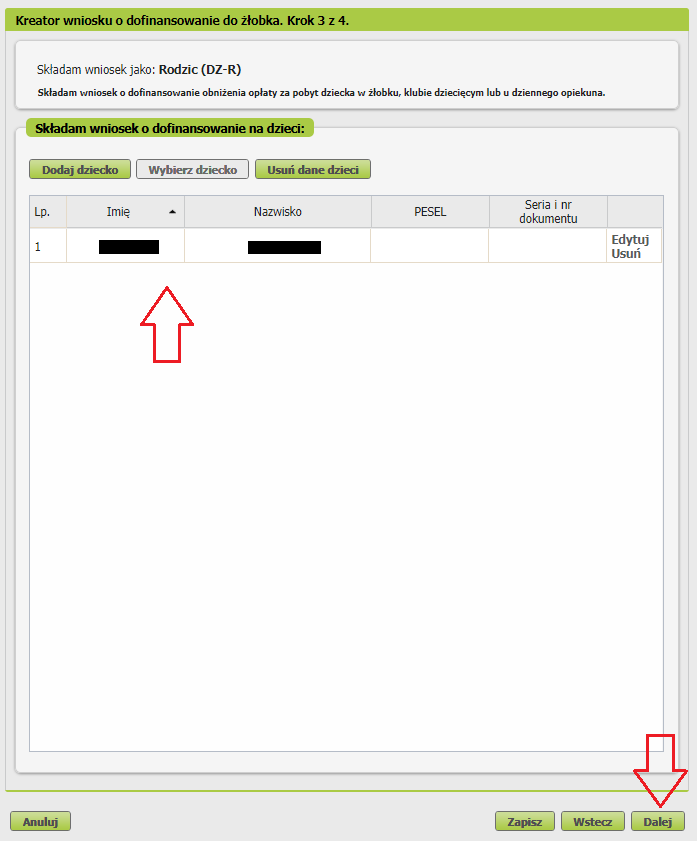 Kreator wniosku o dofinansowanie do żłobka. Krok 3 z 4.
Składam wniosek jako: Rodzic (DZ-R)
Składam wniosek o dofinansowanie obniżenia opłaty za pobyt dziecka w żłobku, klubie dziecięcym lub u dziennego opiekuna.
Składam wniosek o dofinansowanie na dzieci:
Dodaj dziecko Wybierz dziecko Usuń dane dzieci
Lp. Imię Nazwisko PESEL Seria i nr
dokumentu
1 Edytuj
Usuń
Anuluj Zapisz Wstecz Dalej